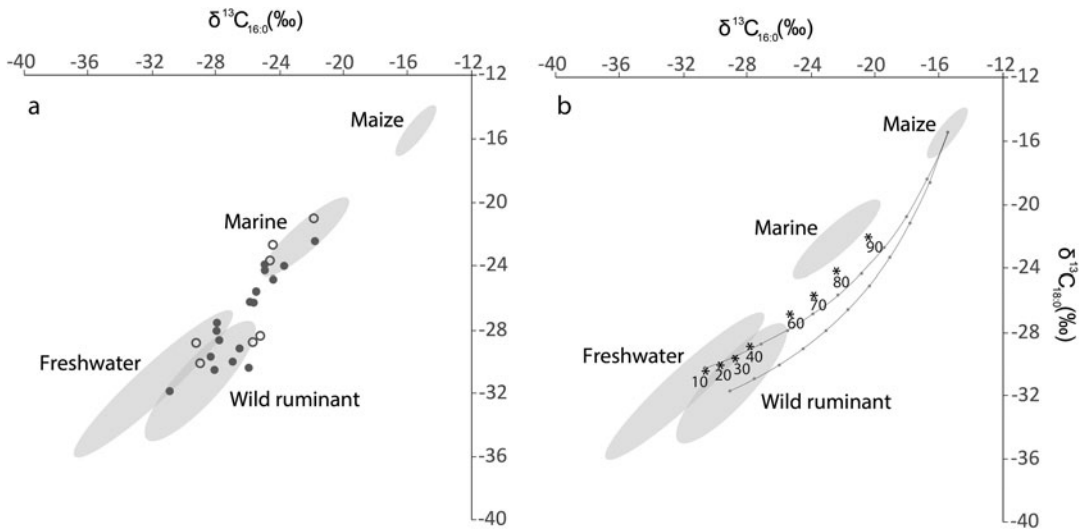 δ¹³C₁₆:₀(‰)
-40 -36 -32 -28 -24 -20 -16 -12
a
Maize
Marine
Freshwater
Wild ruminant
-12
-16
-20
-24
-28
-32
-36
-40
δ¹³C₁₆:₀(‰)
-36 -32 -28 -24 -20 -16 -12
b
Maize
Marine
90
80
70
60
40
30
20
10
Freshwater
Wild ruminant
-12
-16
-20
-24
-28
-32
-36
-40
δ¹³C₁₈:₀(‰)